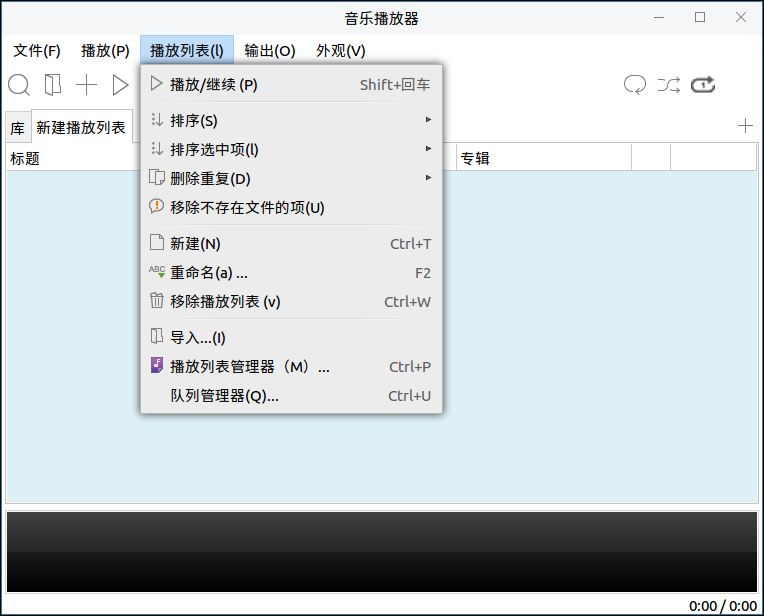 音乐播放器
文件(F) 播放(P) 播放列表(l) 输出(O) 外观(V)
播放/继续 (P) Shift+回车
排序(S)
排序选中项(l)
删除重复(D)
移除不存在文件的项(U)
新建(N) Ctrl+T
ABC 重命名(a) ... F2
移除播放列表 (v) Ctrl+W
导入...(I)
播放列表管理器（M）... Ctrl+P
队列管理器(Q)... Ctrl+U
1
库 新建播放列表
标题 专辑
0:00 / 0:00